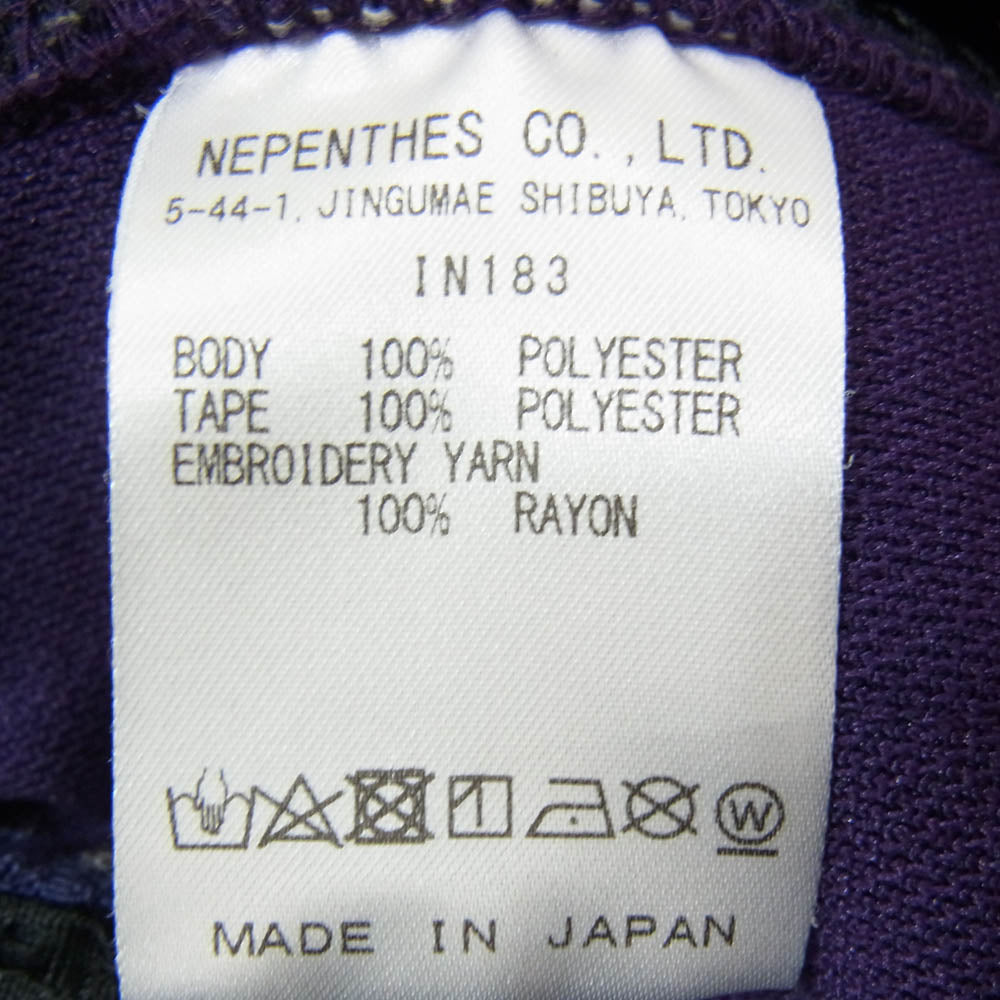 NEPENTHES CO., LTD.
5-44-1, JINGUMAE SHIBUYA, TOKYO
IN183
BODY 100% POLYESTER
TAPE 100% POLYESTER
EMBROIDERY YARN
100% RAYON
W
MADE IN JAPAN